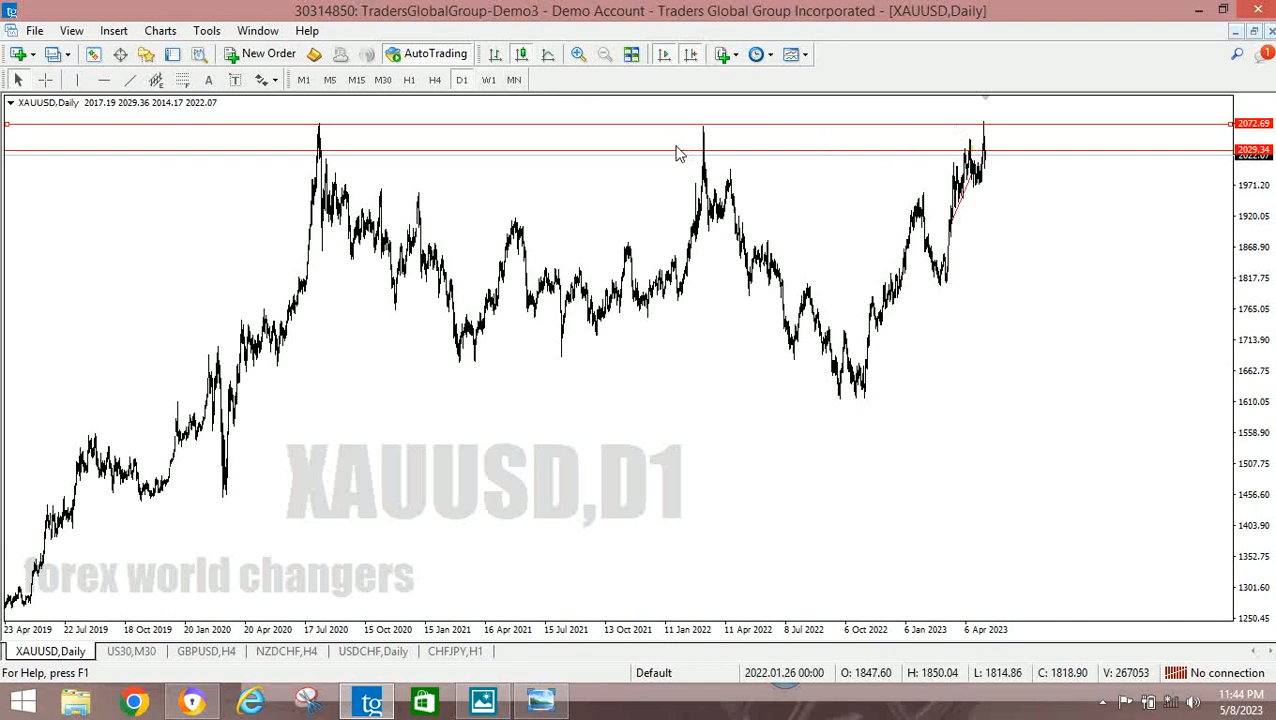 tg
30314850: TradersGlobalGroup-Demo3 - Demo Account - Traders Global Group Incorporated - [XAUUSD,Daily]
File View Insert Charts Tools Window Help
New Order AutoTrading 1
A T M1 M5 M15 M30 H1 H4 D1 W1 MN
XAUUSD,Daily 2017.19 2029.36 2014.17 2022.07
2072.69
2029.34
2022.07
1971.20
1920.05
1868.90
1817.75
1765.05
1713.90
1662.75
1610.05
1558.90
1507.75
1456.60
1403.90
1352.75
1301.60
1250.45
XAUUSD,D1
forex world changers
23 Apr 2019 22 Jul 2019 18 Oct 2019 20 Jan 2020 20 Apr 2020 17 Jul 2020 15 Oct 2020 15 Jan 2021 16 Apr 2021 15 Jul 2021 13 Oct 2021 11 Jan 2022 11 Apr 2022 8 Jul 2022 6 Oct 2022 6 Jan 2023 6 Apr 2023
XAUUSD,Daily US30,M30 GBPUSD,H4 NZDCHF,H4 USDCHF,Daily CHFJPY,H1
For Help, press F1 Default 2022.01.26 00:00 O: 1847.60 H: 1850.04 L: 1814.86 C: 1818.90 V: 267053 No connection
tg
11:44 PM
5/8/2023